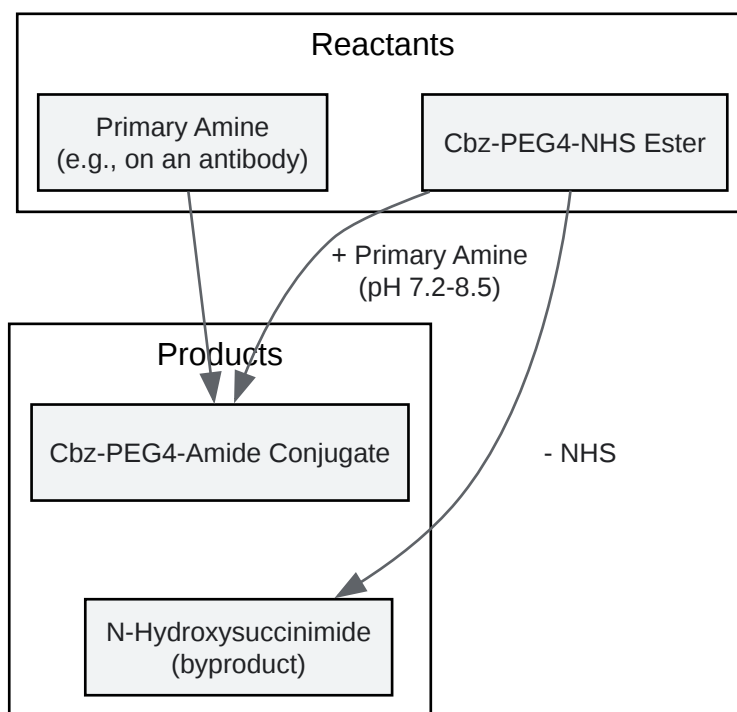 Reactants
Primary Amine
(e.g., on an antibody)
Cbz-PEG4-NHS Ester
+ Primary Amine
(pH 7.2-8.5)
Products
Cbz-PEG4-Amide Conjugate
- NHS
N-Hydroxysuccinimide
(byproduct)